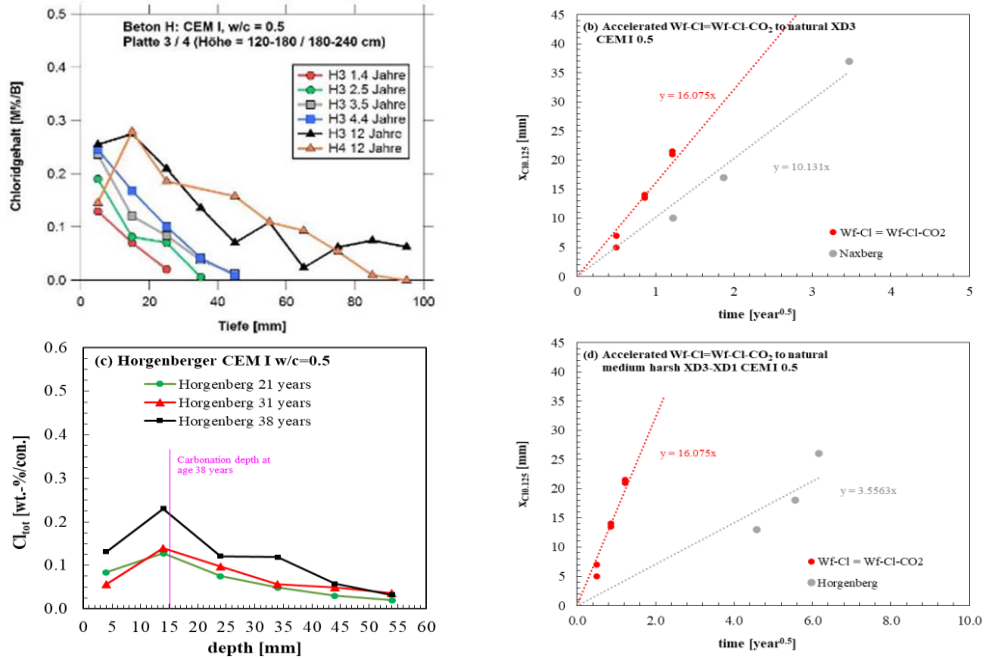 Beton H: CEM I, w/c = 0.5
Platte 3 / 4 (Höhe = 120-180 / 180-240 cm)
H3 1.4 Jahre
H3 2.5 Jahre
H3 3.5 Jahre
H3 4.4 Jahre
H3 12 Jahre
H4 12 Jahre
Chloridgehalt [M%/B]
0.5
0.4
0.3
0.2
0.1
0.0
0 20 40 60 80 100
Tiefe [mm]
(b) Accelerated Wf-Cl=Wf-Cl-CO2 to natural XD3
CEM I 0.5
y = 16.075x
y = 10.131x
Wf-Cl = Wf-Cl-CO2
Naxberg
xCl0.125 [mm]
45
40
35
30
25
20
15
10
5
0
0 1 2 3 4 5
time [year0.5]
(c) Horgenberger CEM I w/c=0.5
Horgenberg 21 years
Horgenberg 31 years
Horgenberg 38 years
Carbonation depth at
age 38 years
Cltot [wt.-%/con.]
0.6
0.5
0.4
0.3
0.2
0.1
0.0
0 5 10 15 20 25 30 35 40 45 50 55 60
depth [mm]
(d) Accelerated Wf-Cl=Wf-Cl-CO2 to natural
medium harsh XD3-XD1 CEM I 0.5
y = 16.075x
y = 3.5563x
Wf-Cl = Wf-Cl-CO2
Horgenberg
xCl0.125 [mm]
45
40
35
30
25
20
15
10
5
0
0.0 2.0 4.0 6.0 8.0 10.0
time [year0.5]